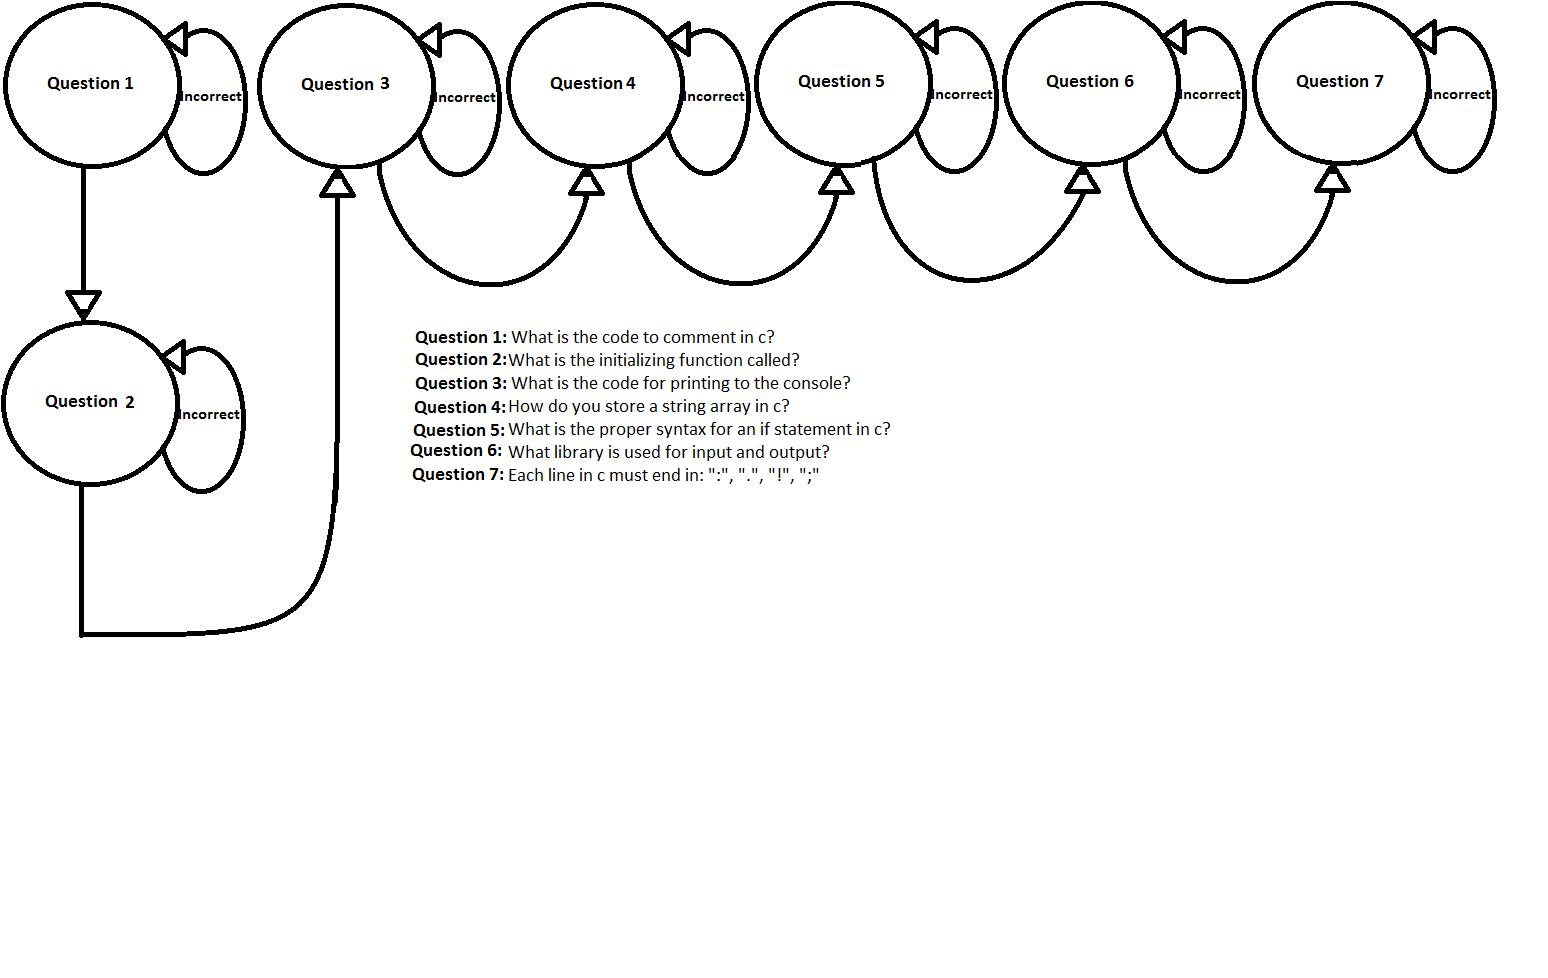 Question 1
Incorrect
Question 3
Incorrect
Question 4
Incorrect
Question 5
Incorrect
Question 6
Incorrect
Question 7
Incorrect
Question 2
Incorrect
Question 1: What is the code to comment in c?
Question 2: What is the initializing function called?
Question 3: What is the code for printing to the console?
Question 4: How do you store a string array in c?
Question 5: What is the proper syntax for an if statement in c?
Question 6: What library is used for input and output?
Question 7: Each line in c must end in: ":", ".", "!", ";"